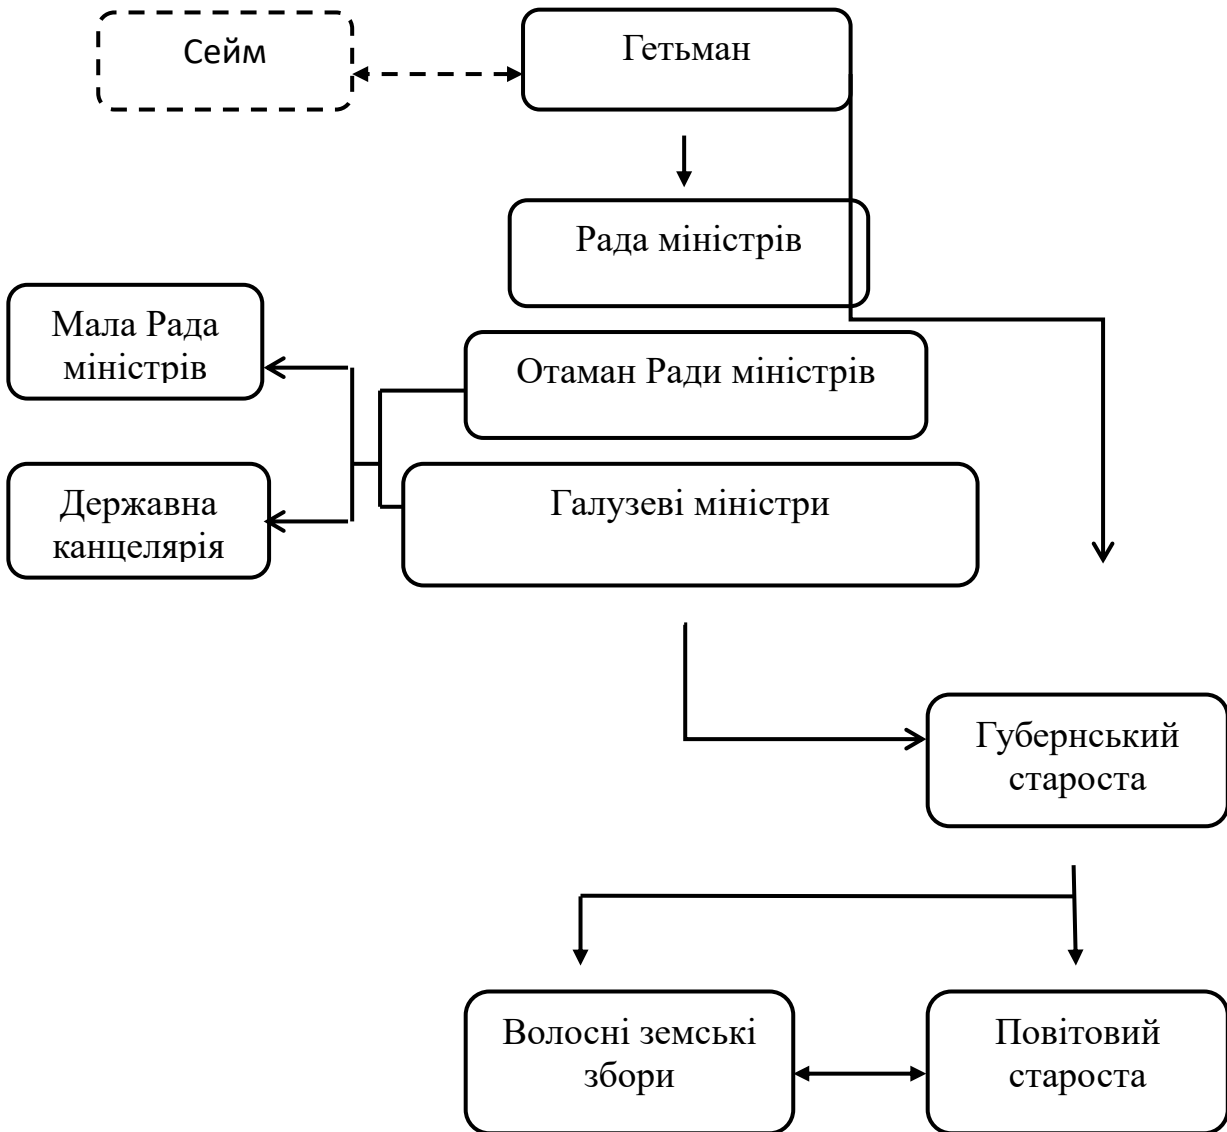 Сейм
Гетьман
Рада міністрів
Мала Рада
міністрів
Отаман Ради міністрів
Державна
канцелярія
Галузеві міністри
Губернський
староста
Волосні земські
збори
Повітовий
староста